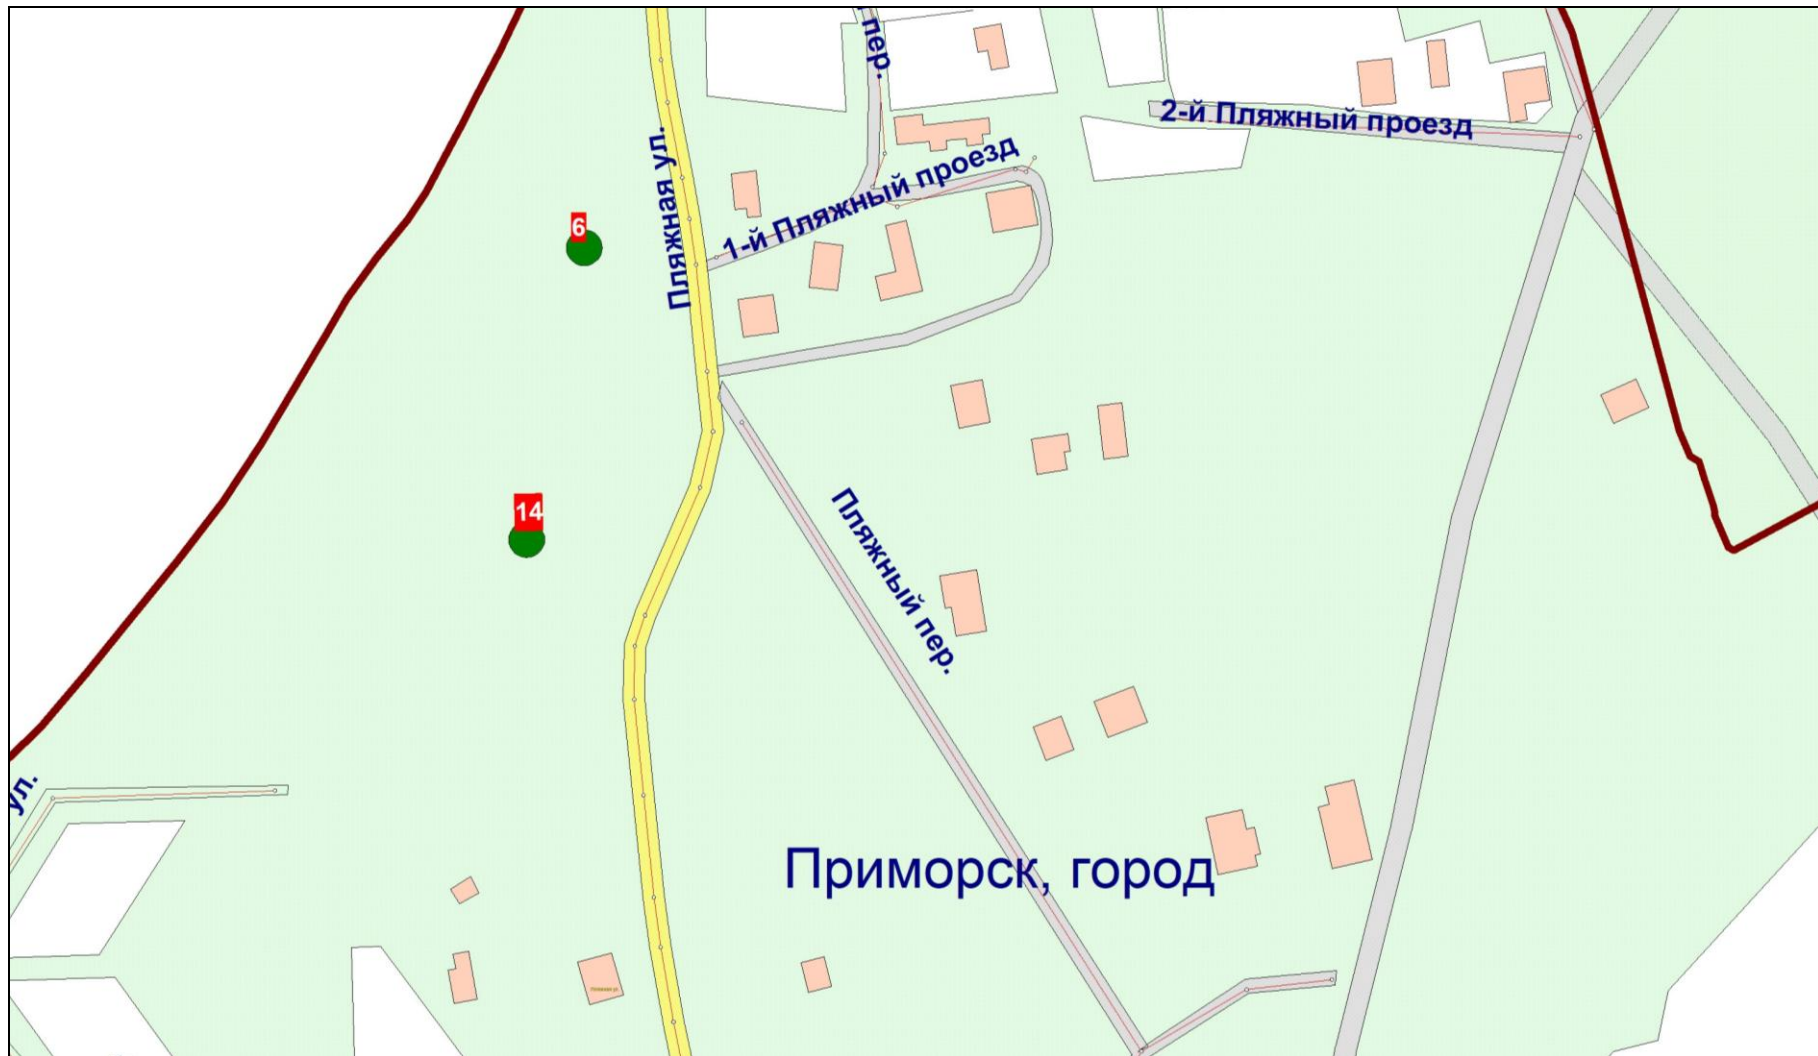 пер.
2-й Пляжный проезд
Пляжная ул.
1-й Пляжный проезд
6
14
Пляжный пер.
ул.
Приморск, город